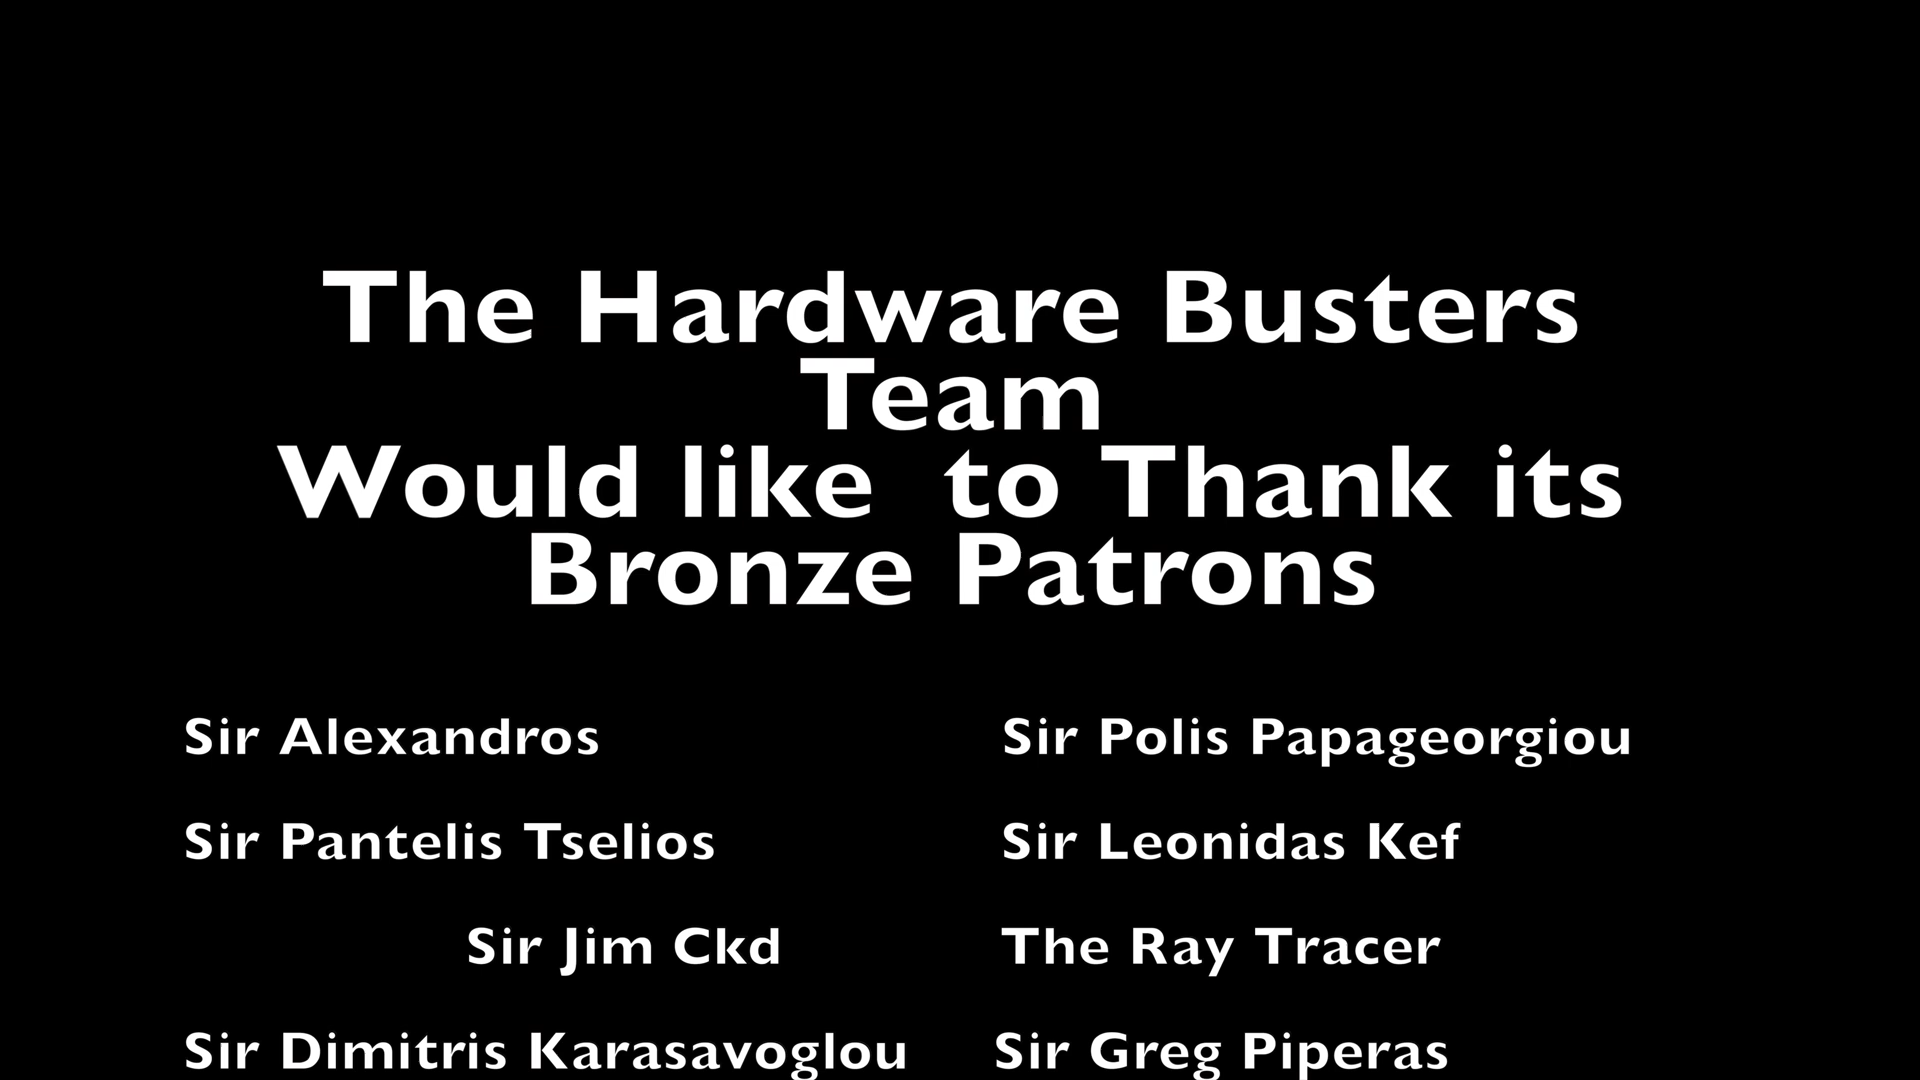 The Hardware Busters
Team
Would like  to Thank its
Bronze Patrons
Sir Alexandros Sir Polis Papageorgiou
Sir Pantelis Tselios Sir Leonidas Kef
Sir Jim Ckd The Ray Tracer
Sir Dimitris Karasavoglou Sir Greg Piperas